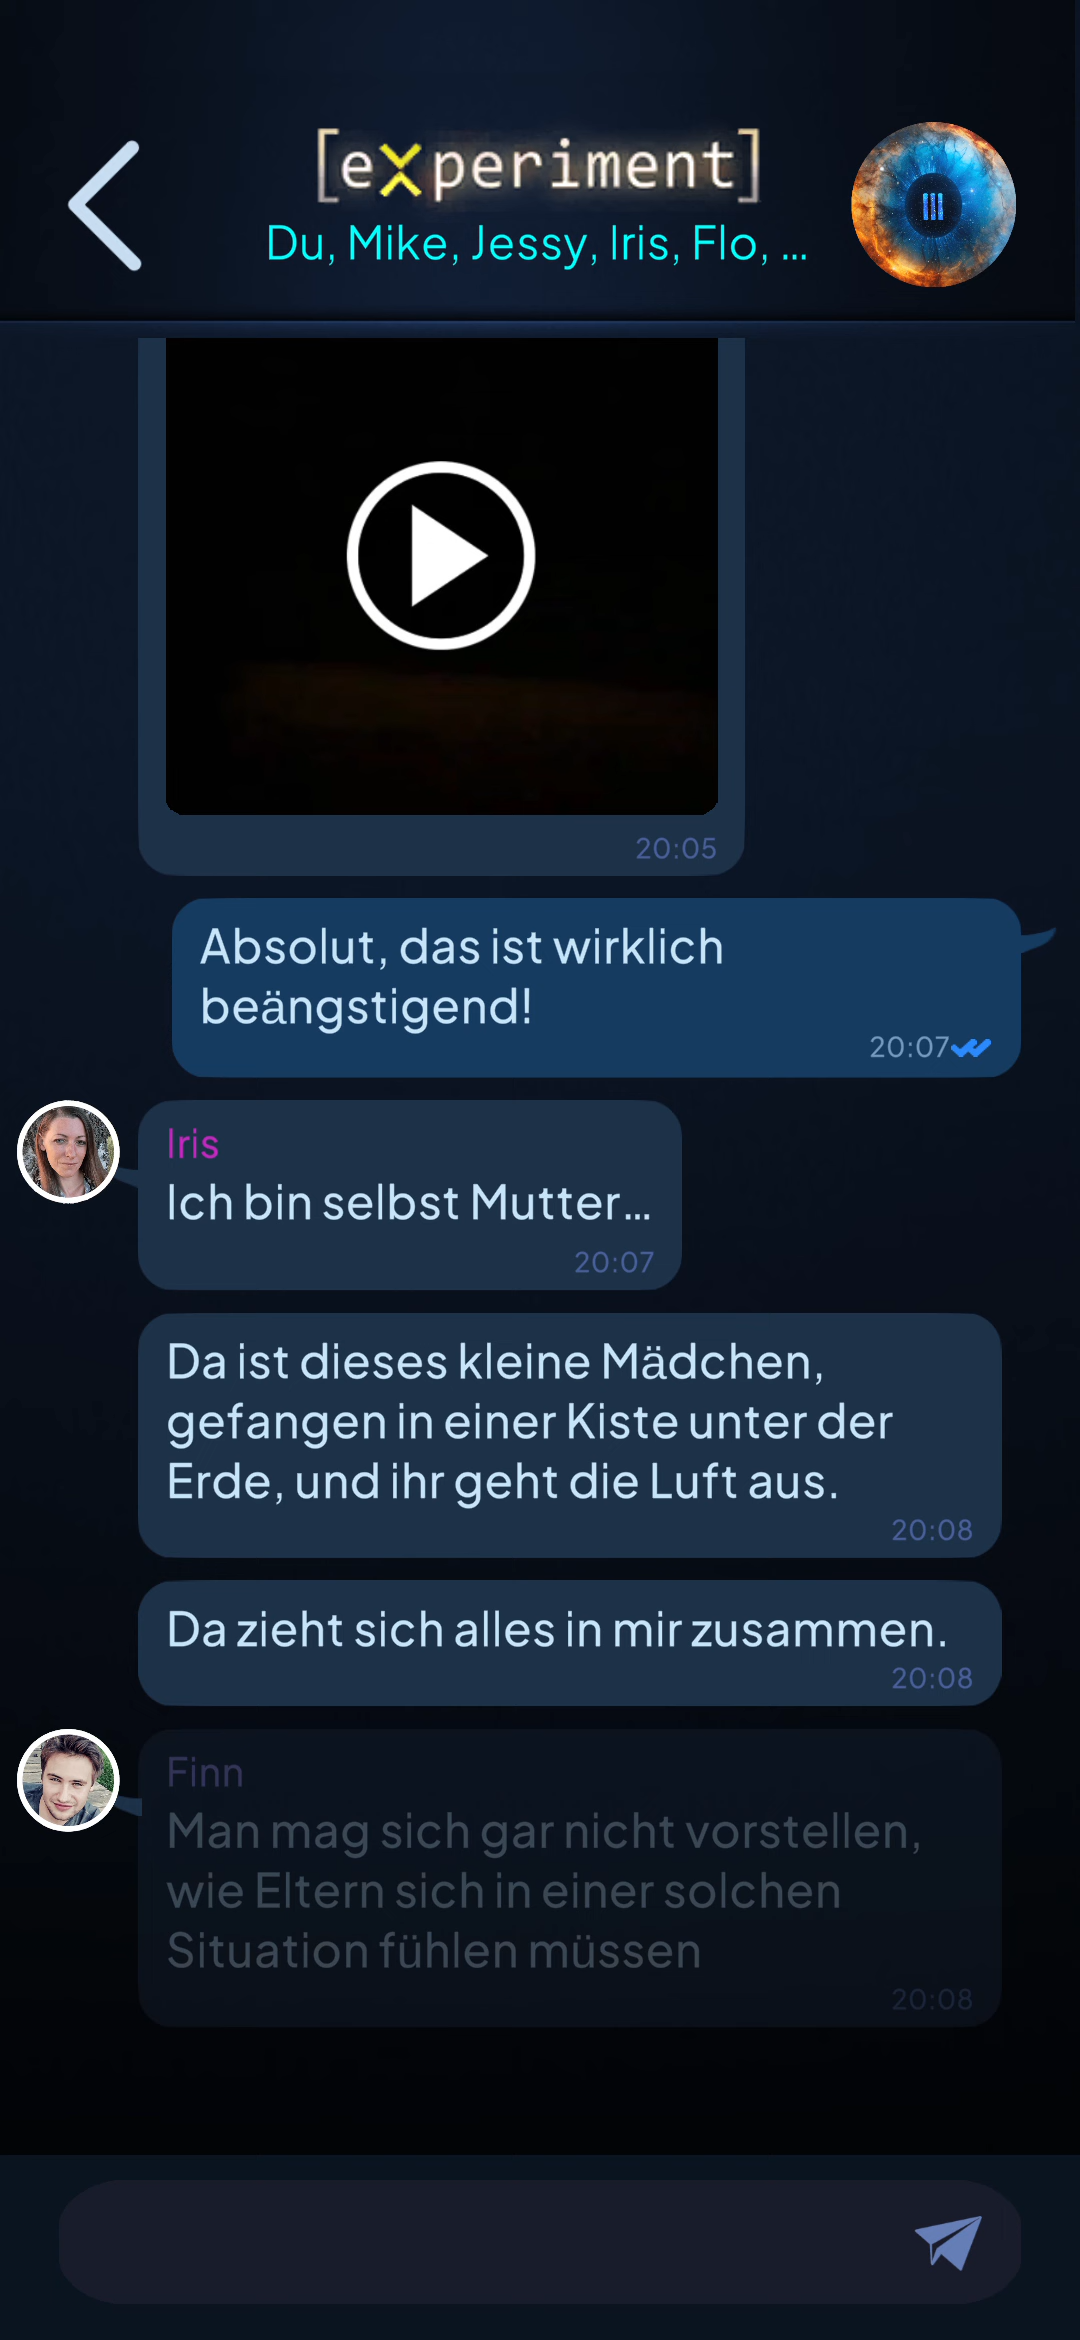 [experiment]
Du, Mike, Jessy, Iris, Flo, ...
20:05
Absolut, das ist wirklich
beängstigend!
20:07
Iris
Ich bin selbst Mutter...
20:07
Da ist dieses kleine Mädchen,
gefangen in einer Kiste unter der
Erde, und ihr geht die Luft aus.
20:08
Da zieht sich alles in mir zusammen.
20:08
Finn
Man mag sich gar nicht vorstellen,
wie Eltern sich in einer solchen
Situation fühlen müssen
20:08